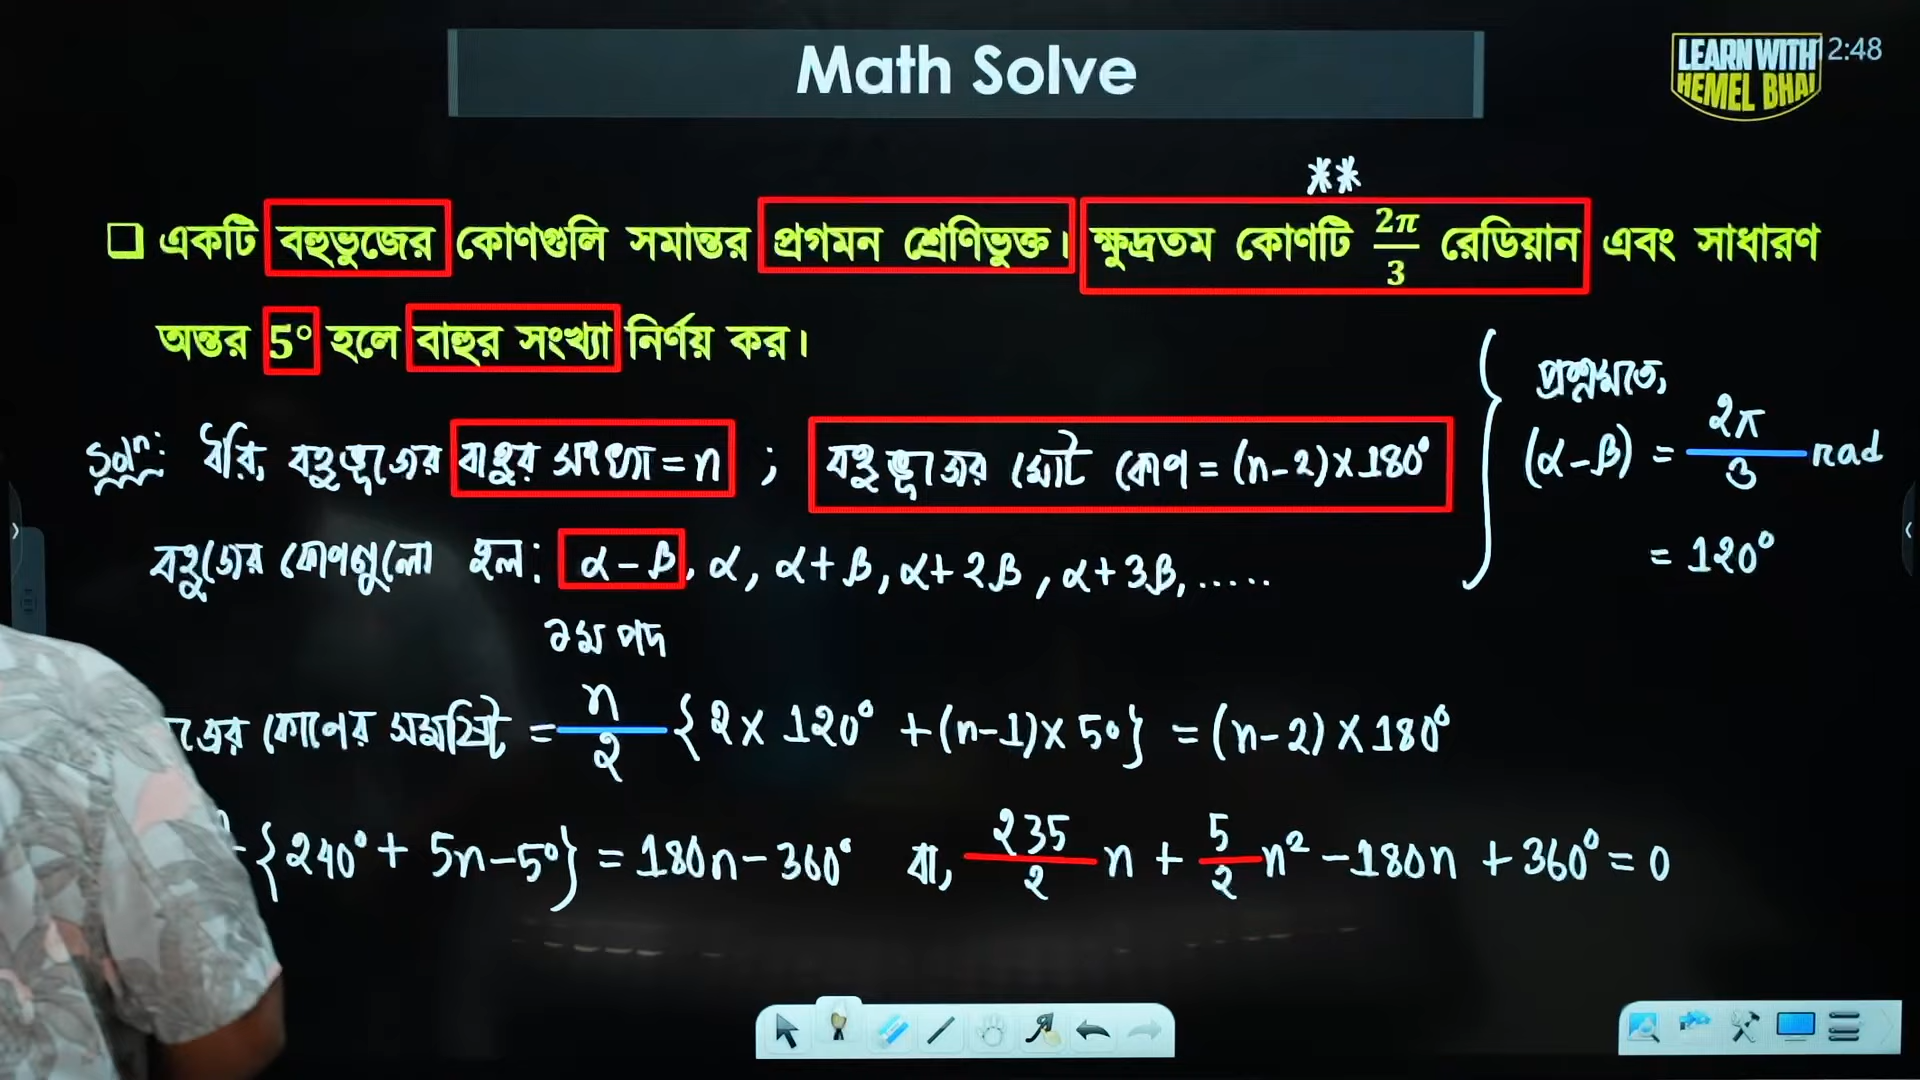 Math Solve
LEARN WITH
HEMEL BHAI
2:48
**
❑ একটি বহুভুজের কোণগুলি সমান্তর প্রগমন শ্রেণিভুক্ত। ক্ষুদ্রতম কোণটি 2π/3 রেডিয়ান এবং সাধারণ
অন্তর 5° হলে বাহুর সংখ্যা নির্ণয় কর।
Solⁿ: ধরি, বহুভূজের বাহুর সংখ্যা = n ; বহুভূজের মোট কোণ = (n-2)×180°
বহুভুজের কোণগুলো হল: α-β, α, α+β, α+2β, α+3β, .....
১ম পদ
প্রশ্নমতে,
(α-β) = 2π/3 rad
= 120°
জের কোণের সমষ্টি = n/2 {2×120° + (n-1)×5°} = (n-2)×180°
{240° + 5n-5°} = 180n-360° বা, 235/2 n + 5/2 n² -180n + 360° = 0